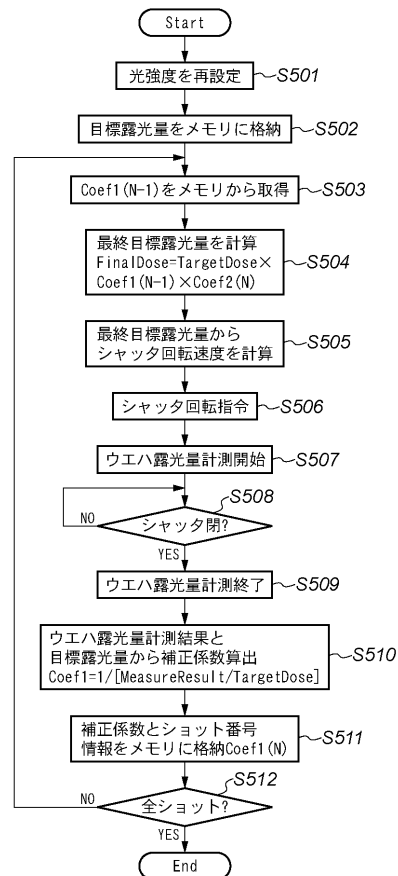 Start
光強度を再設定
S501
目標露光量をメモリに格納
S502
Coef1(N-1)をメモリから取得
S503
最終目標露光量を計算
FinalDose=TargetDose×
Coef1(N-1)×Coef2(N)
S504
最終目標露光量から
シャッタ回転速度を計算
S505
シャッタ回転指令
S506
ウエハ露光量計測開始
S507
S508
シャッタ閉?
NO
YES
ウエハ露光量計測終了
S509
ウエハ露光量計測結果と
目標露光量から補正係数算出
Coef1=1/[MeasureResult/TargetDose]
S510
補正係数とショット番号
情報をメモリに格納Coef1(N)
S511
S512
全ショット?
NO
YES
End